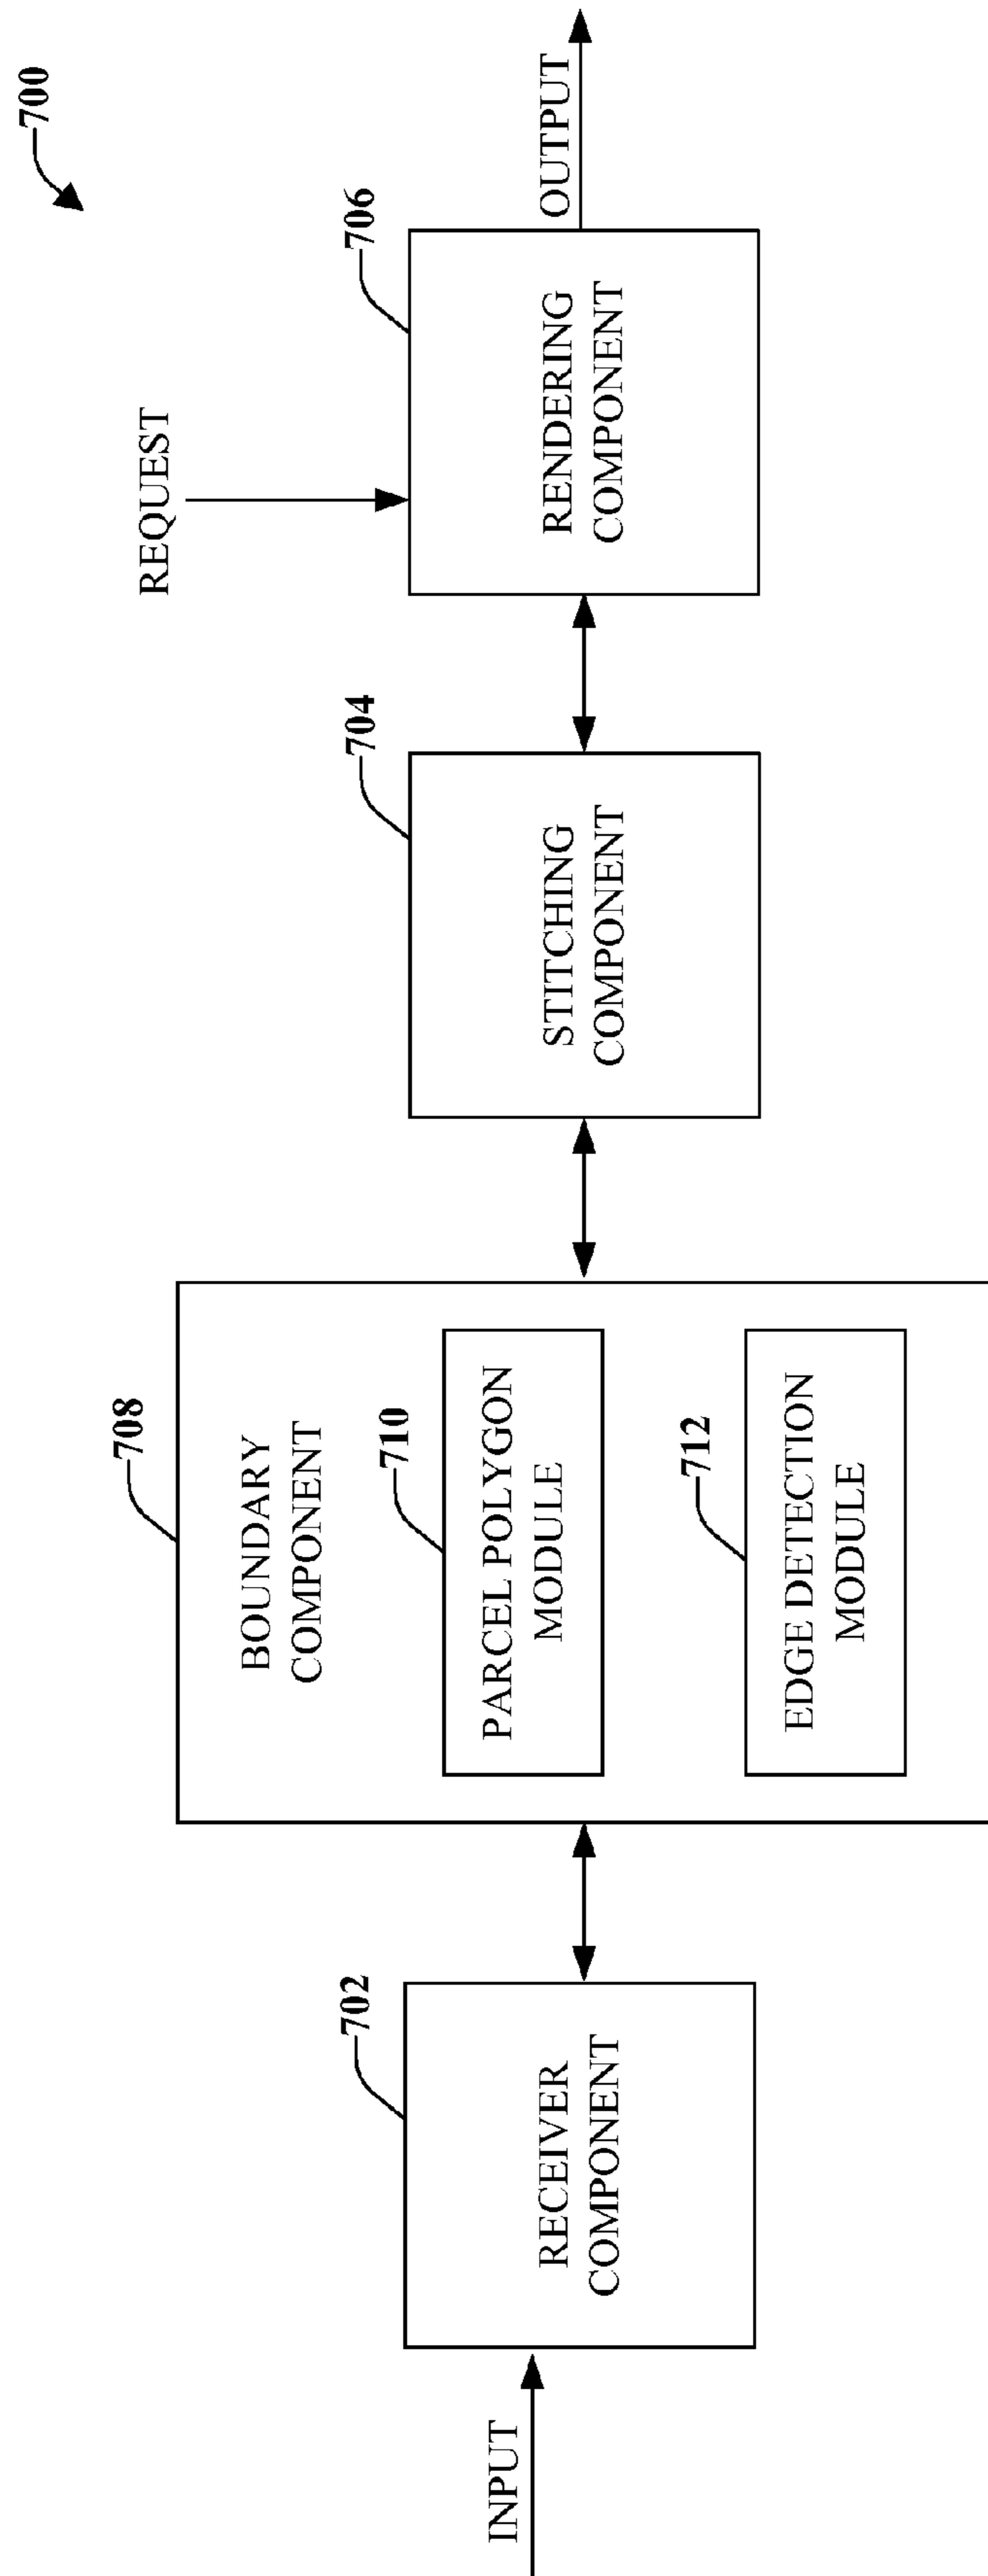 700
INPUT
702
RECEIVER
COMPONENT
708
BOUNDARY
COMPONENT
710
PARCEL POLYGON
MODULE
712
EDGE DETECTION
MODULE
704
STITCHING
COMPONENT
REQUEST
706
RENDERING
COMPONENT
OUTPUT